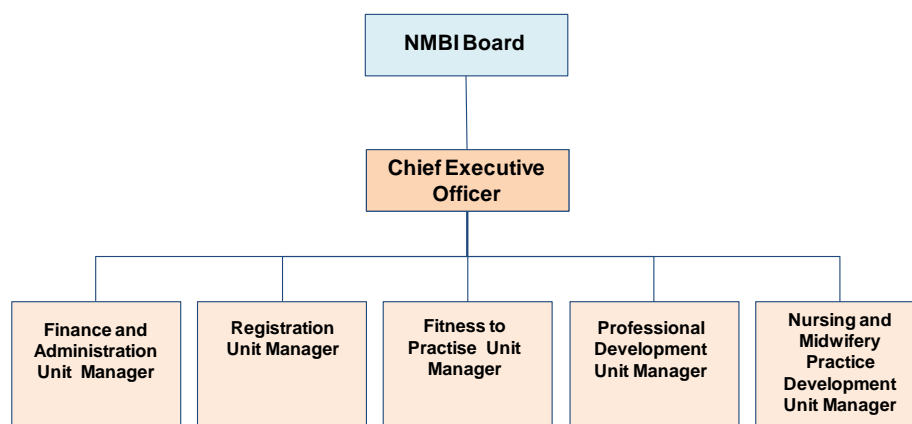 NMBI Board
Chief Executive
Officer
Finance and
Administration
Unit Manager
Registration
Unit Manager
Fitness to
Practise Unit
Manager
Professional
Development
Unit Manager
Nursing and
Midwifery
Practice
Development
Unit Manager